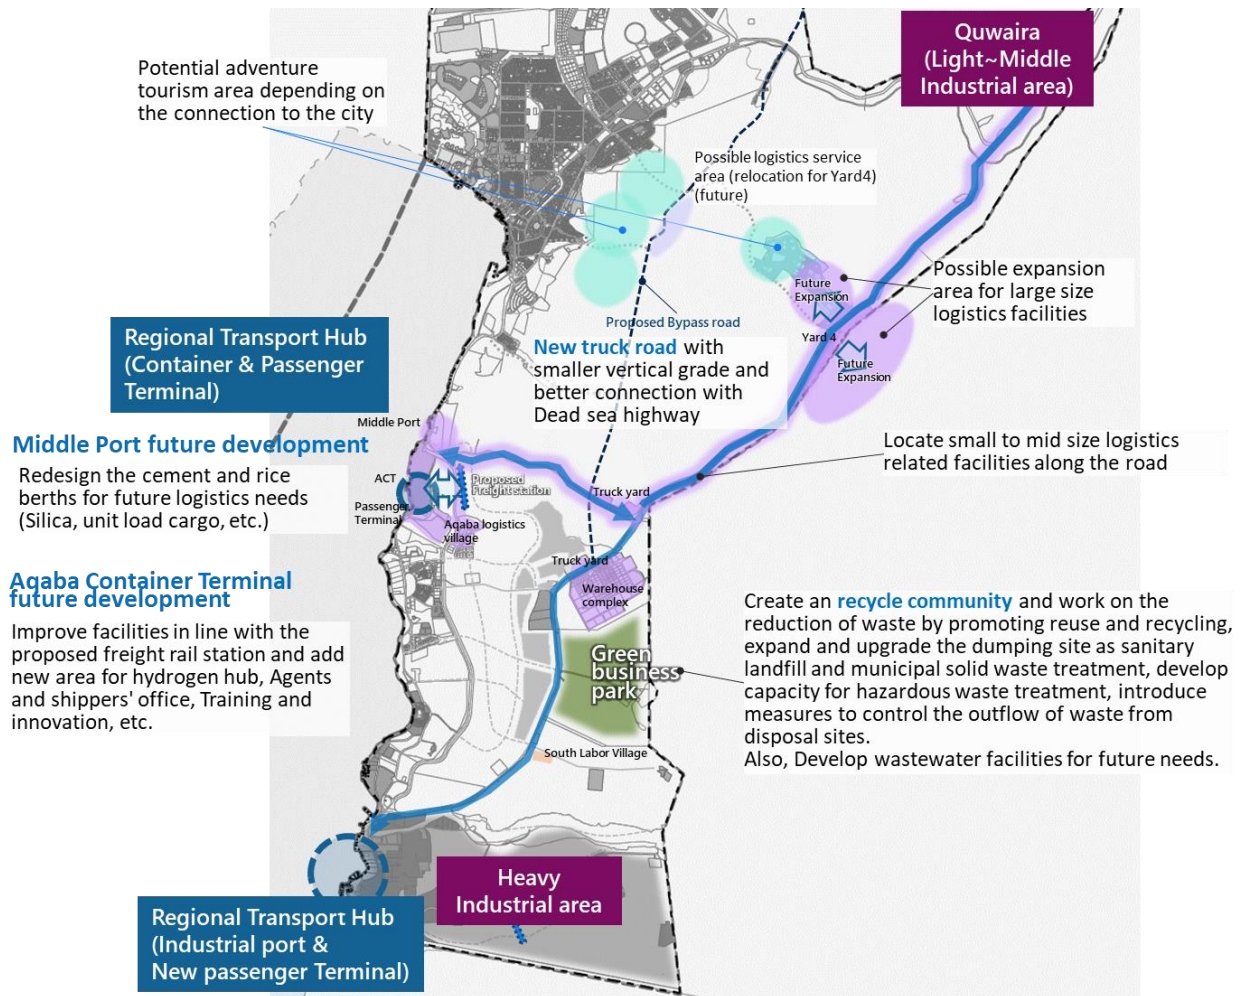 Quwaira
(Light~Middle
Industrial area)
Potential adventure
tourism area depending on
the connection to the city
Possible logistics service
area (relocation for Yard4)
(future)
Possible expansion
area for large size
logistics facilities
Future
Expansion
Proposed Bypass road
Yard 4
Future
Expansion
New truck road with
smaller vertical grade and
better connection with
Dead sea highway
Regional Transport Hub
(Container & Passenger
Terminal)
Middle Port
Middle Port future development
Redesign the cement and rice
berths for future logistics needs
(Silica, unit load cargo, etc.)
Locate small to mid size logistics
related facilities along the road
ACT
Proposed
Freight station
Truck yard
Passenger
Terminal
Aqaba logistics
village
Truck yard
Warehouse
complex
Aqaba Container Terminal
future development
Improve facilities in line with the
proposed freight rail station and add
new area for hydrogen hub, Agents
and shippers' office, Training and
innovation, etc.
Create an recycle community and work on the
reduction of waste by promoting reuse and recycling,
expand and upgrade the dumping site as sanitary
landfill and municipal solid waste treatment, develop
capacity for hazardous waste treatment, introduce
measures to control the outflow of waste from
disposal sites.
Also, Develop wastewater facilities for future needs.
Green
business
park
South Labor Village
Heavy
Industrial area
Regional Transport Hub
(Industrial port &
New passenger Terminal)